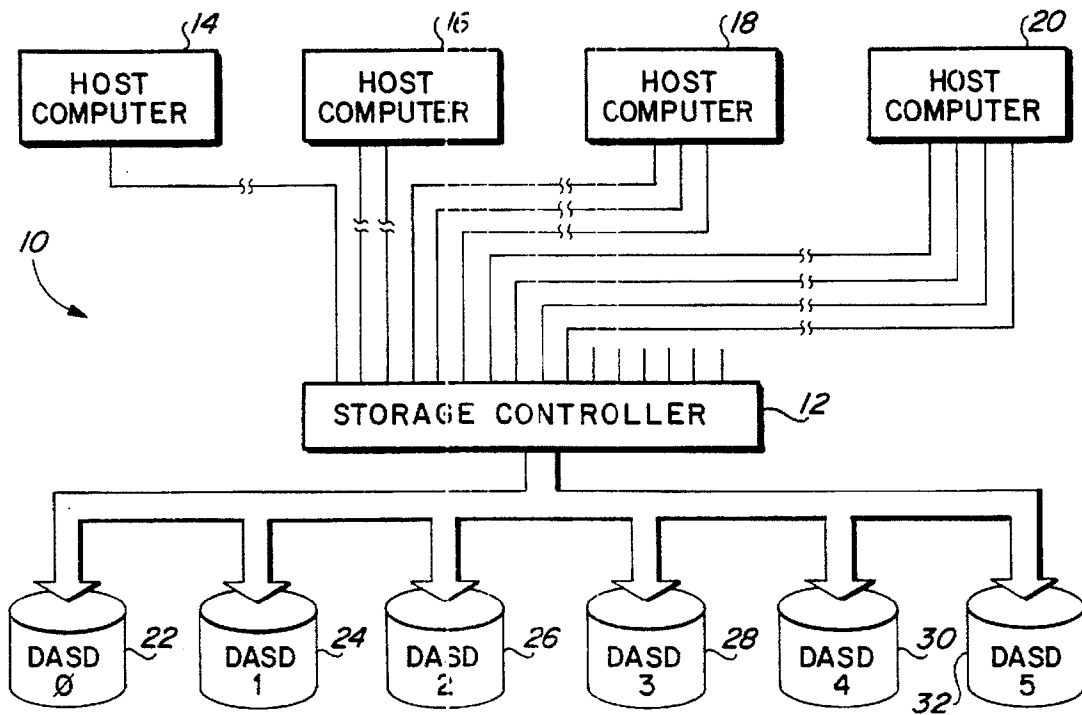 14
16
18
20
HOST COMPUTER
HOST COMPUTER
HOST COMPUTER
HOST COMPUTER
10
STORAGE CONTROLLER
12
DASD 0
22
DASD 1
24
DASD 2
26
DASD 3
28
DASD 4
30
DASD 5
32